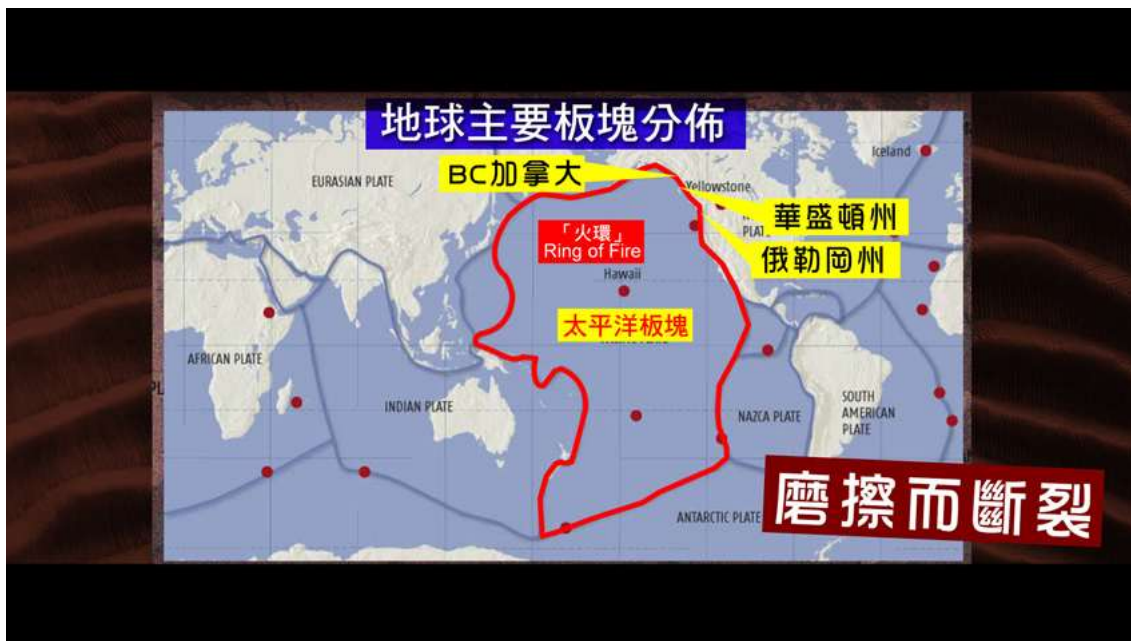 地球主要板塊分佈
Iceland
BC加拿大
EURASIAN PLATE
Yellowstone
華盛頓州
PLAT
「火環」
Ring of Fire
俄勒岡州
Hawaii
太平洋板塊
AFRICAN PLATE
INDIAN PLATE
NAZCA PLATE
SOUTH
AMERICAN
PLATE
ANTARCTIC PLATE
磨擦而斷裂